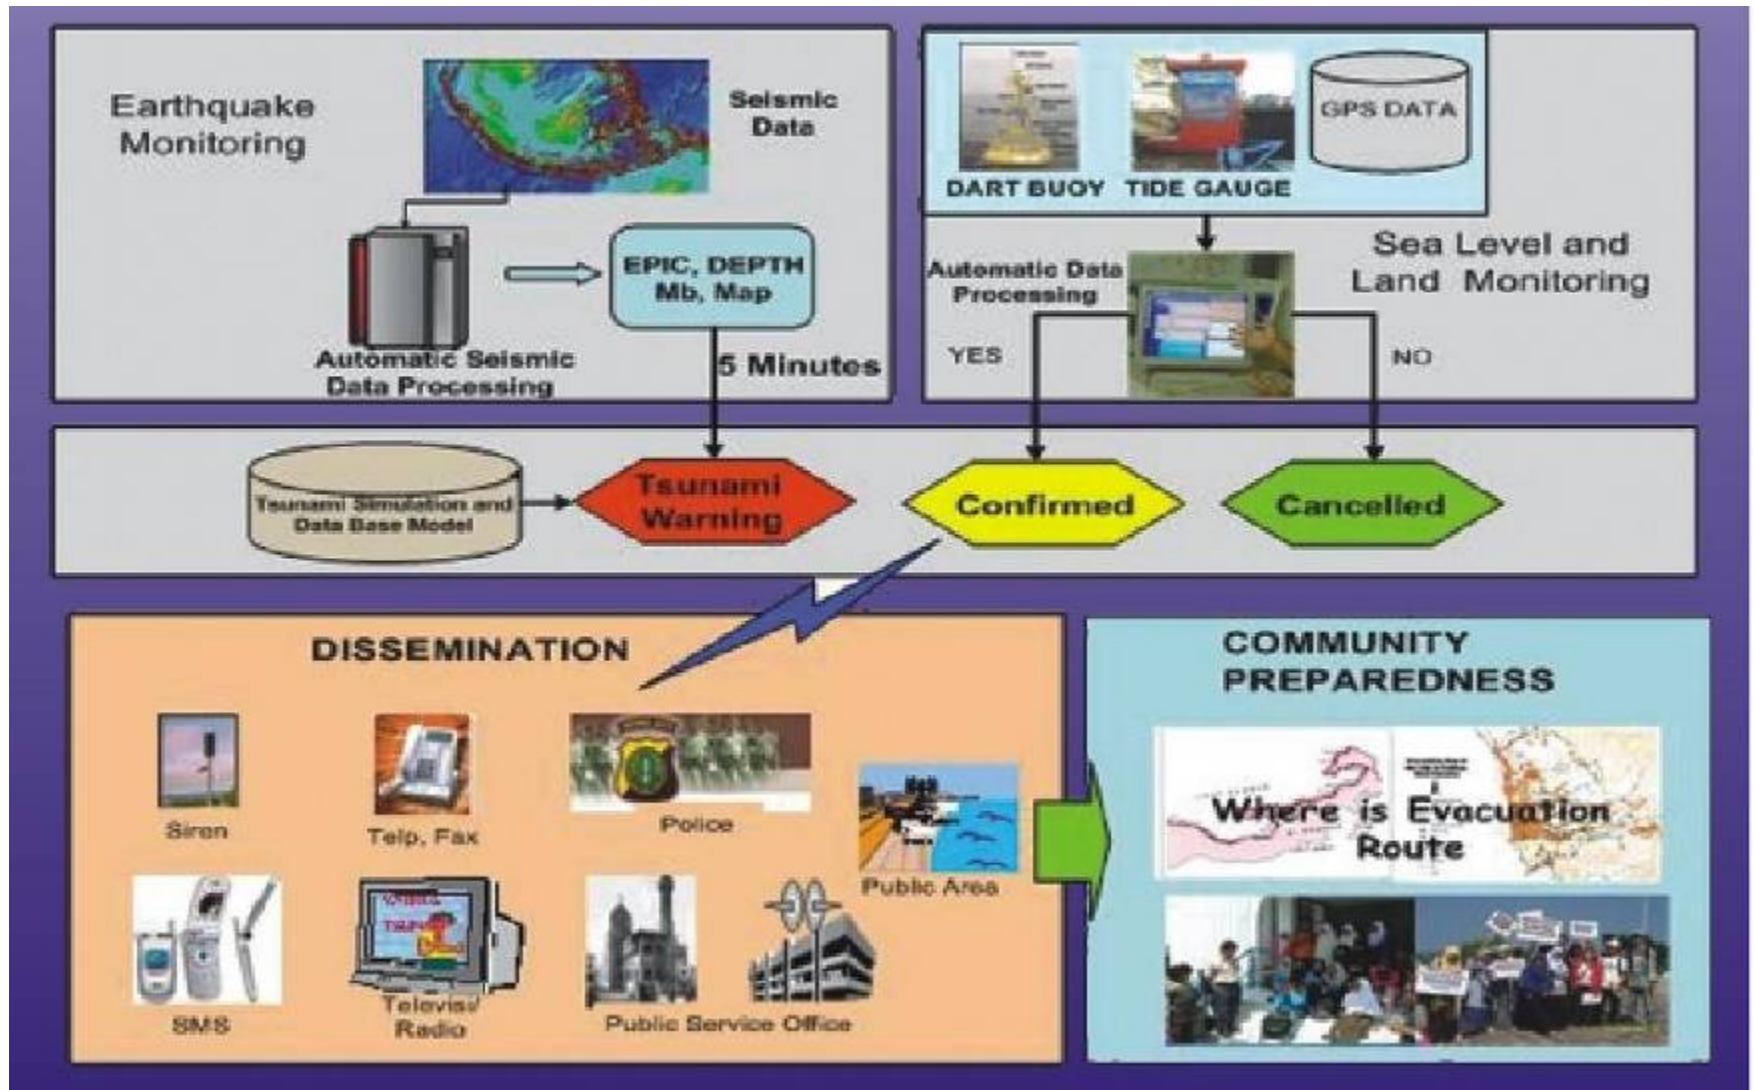 Earthquake
Monitoring
Seismic
Data
EPIC, DEPTH
Mb, Map
Automatic Seismic
Data Processing
5 Minutes
DART BUOY
TIDE GAUGE
GPS DATA
Sea Level and
Land Monitoring
Automatic Data
Processing
YES
NO
Tsunami Simulation and
Data Base Model
Tsunami
Warning
Confirmed
Cancelled
DISSEMINATION
Siren
Telp, Fax
Police
Public Area
SMS
Televisi/
Radio
Public Service Office
COMMUNITY
PREPAREDNESS
Where is Evacuation
Route